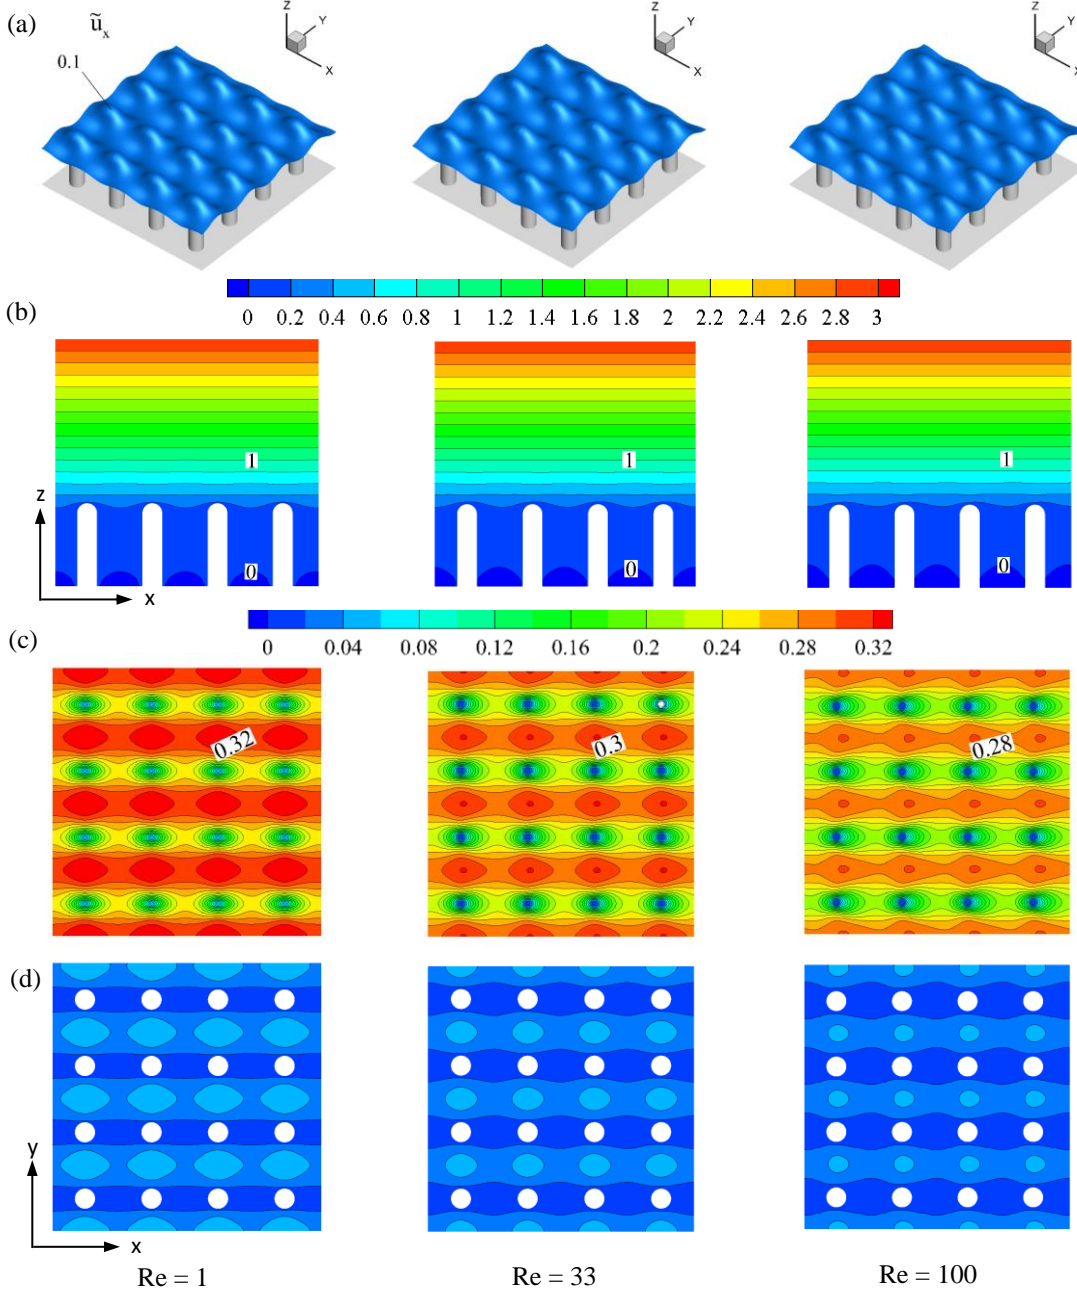 (a)
ũx
0.1
Z Y X
Z Y X
Z Y X
0 0.2 0.4 0.6 0.8 1 1.2 1.4 1.6 1.8 2 2.2 2.4 2.6 2.8 3
(b)
1 1 1
z
0 0 0
x
0 0.04 0.08 0.12 0.16 0.2 0.24 0.28 0.32
(c)
0.32 0.3 0.28
(d)
y
x
Re = 1 Re = 33 Re = 100